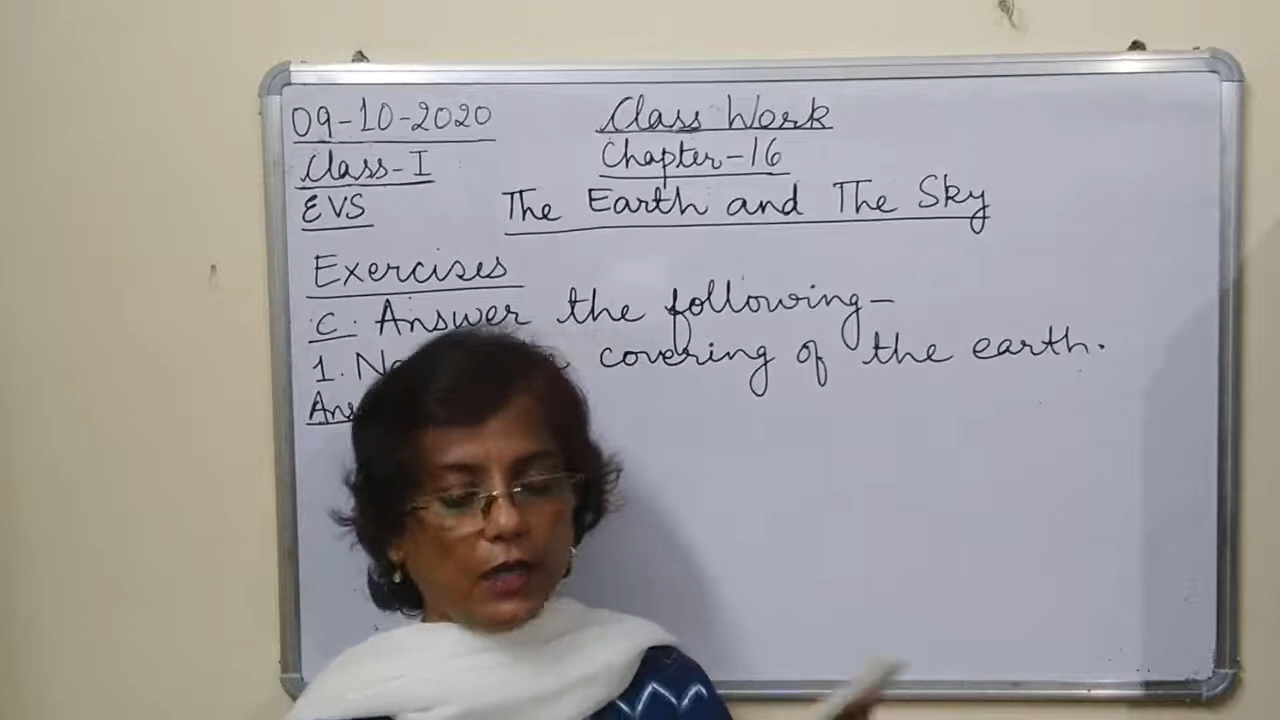 09-10-2020 Class Work
Class-I Chapter-16
EVS The Earth and The Sky
Exercises
C. Answer the following-
1. covering of the earth.
Ans